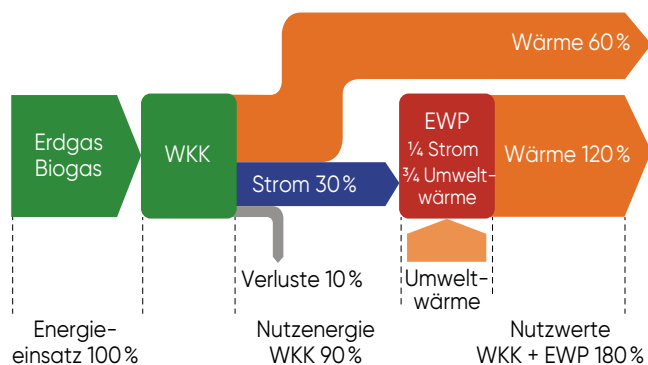 Wärme 60 %
Erdgas
Biogas
WKK
EWP
¼ Strom
¾ Umwelt-
wärme
Wärme 120 %
Strom 30 %
Verluste 10 %
Umwelt-
wärme
Energie-
einsatz 100 %
Nutzenergie
WKK 90 %
Nutzwerte
WKK + EWP 180 %